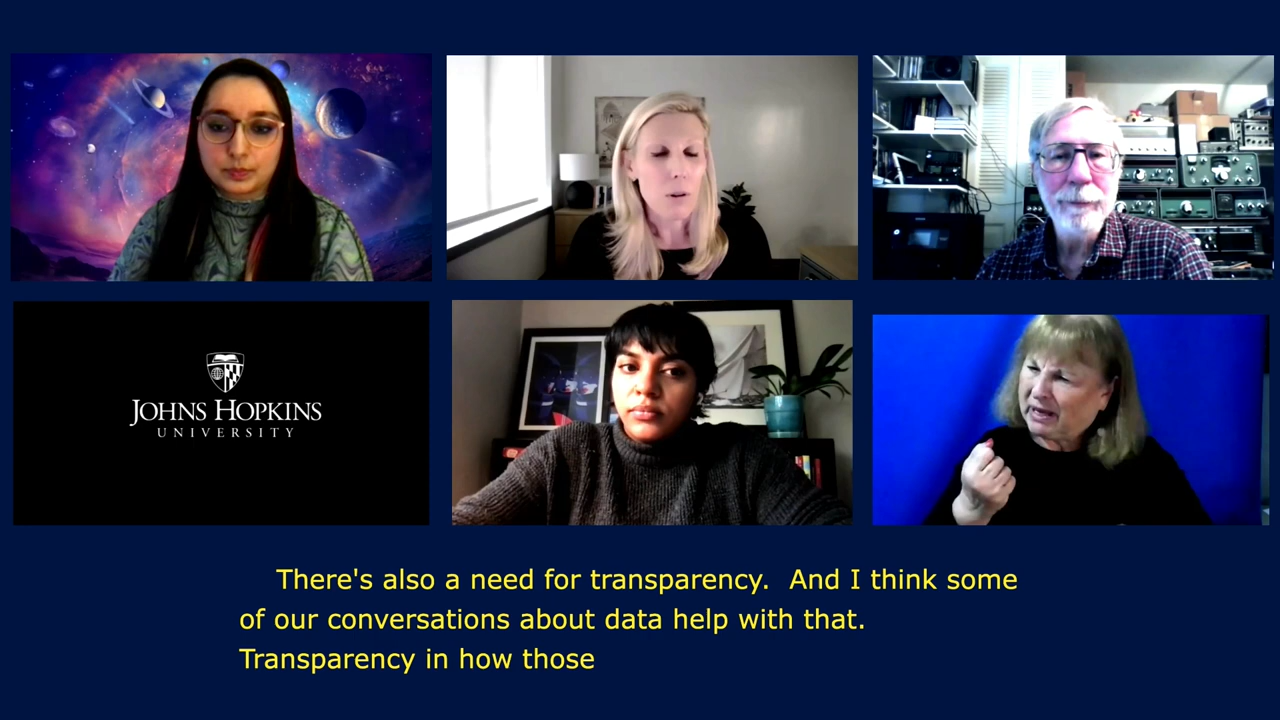 JOHNS HOPKINS
UNIVERSITY
There's also a need for transparency. And I think some
of our conversations about data help with that.
Transparency in how those